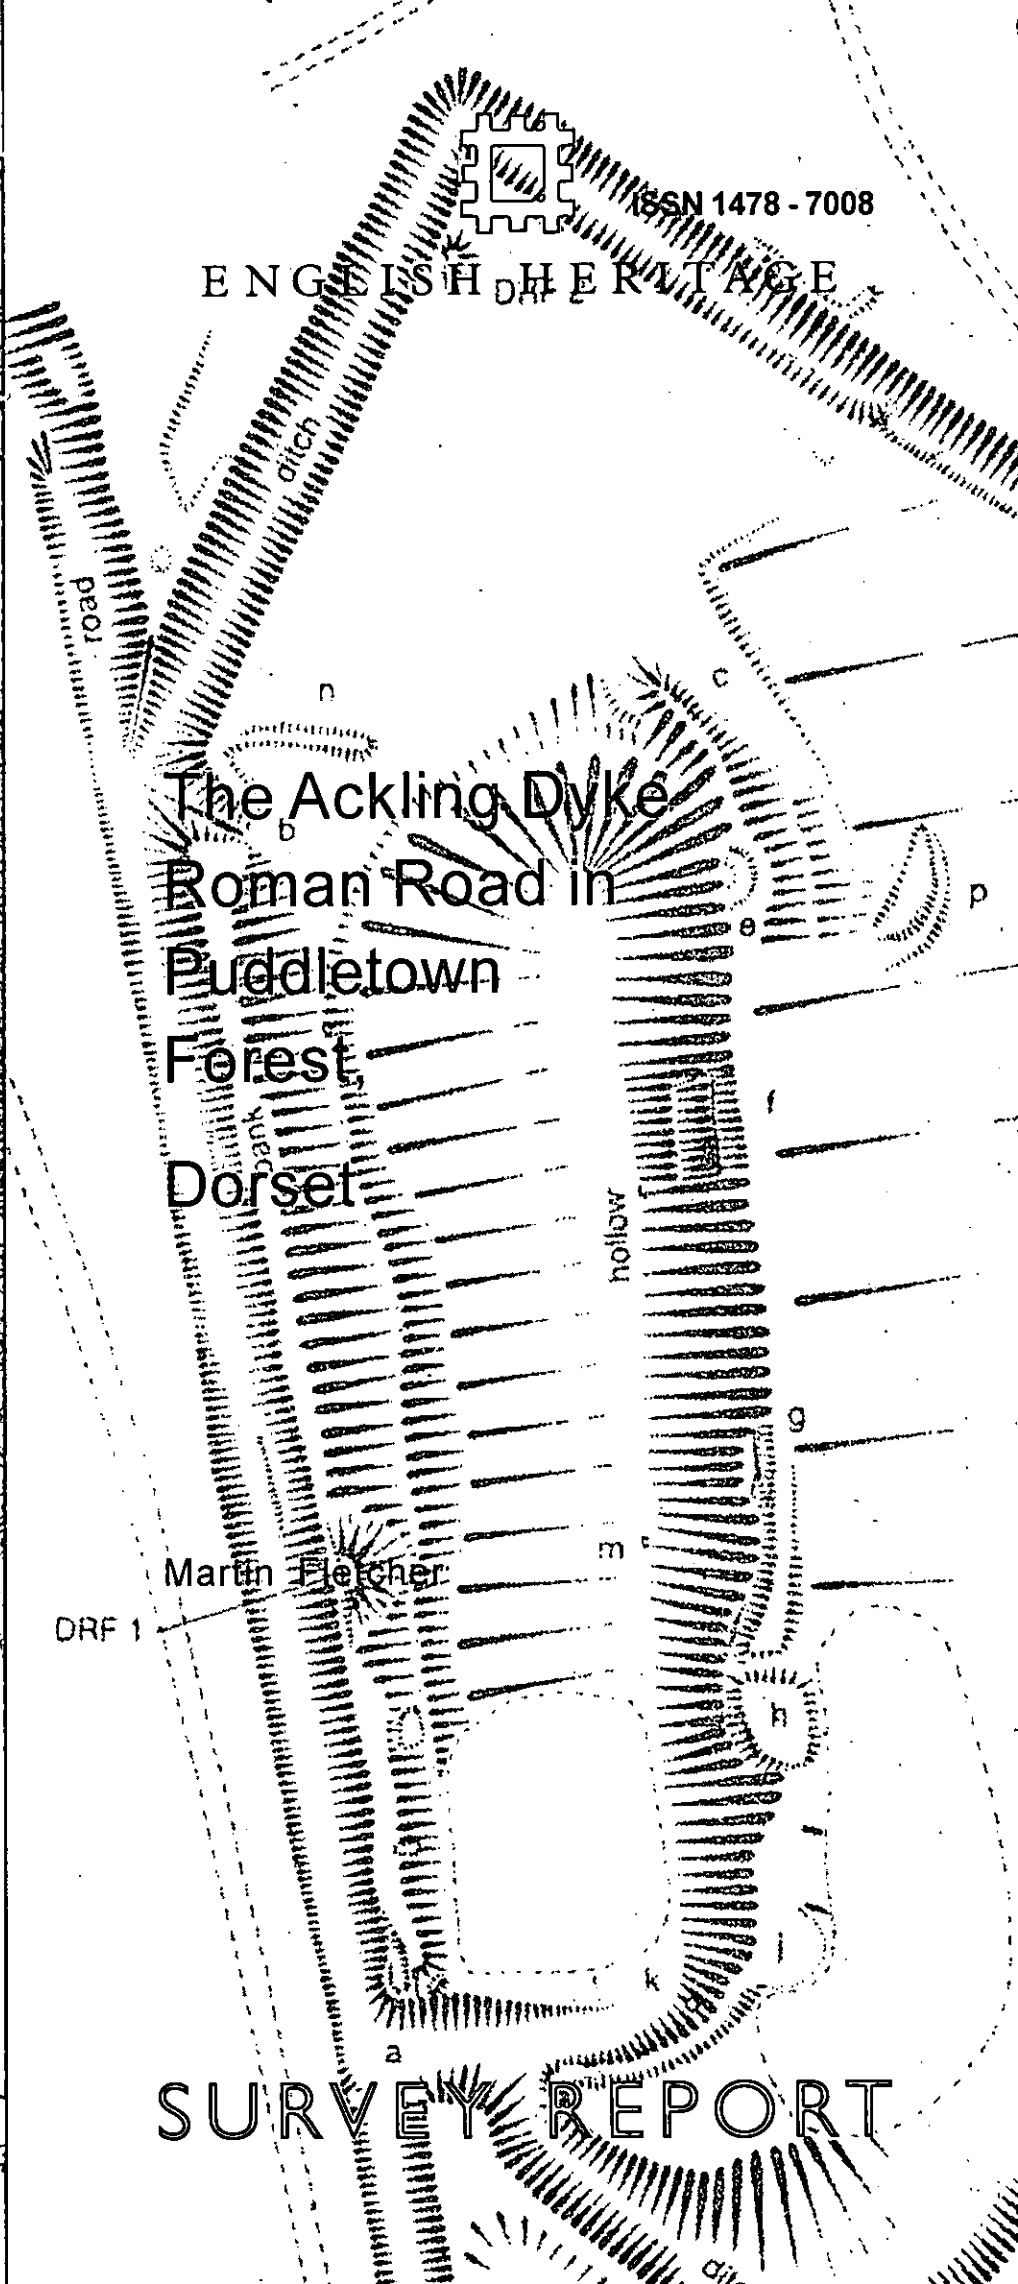 ISSN 1478 - 7008
ENGLISH HERITAGE
ditch
road
n
c
The Ackling Dyke
b
Roman Road in
p
e
Puddletown
Forest,
f
bank
Dorset
hollow
g
m
Martin Fletcher
DRF 1
h
j
k
a
SURVEY REPORT